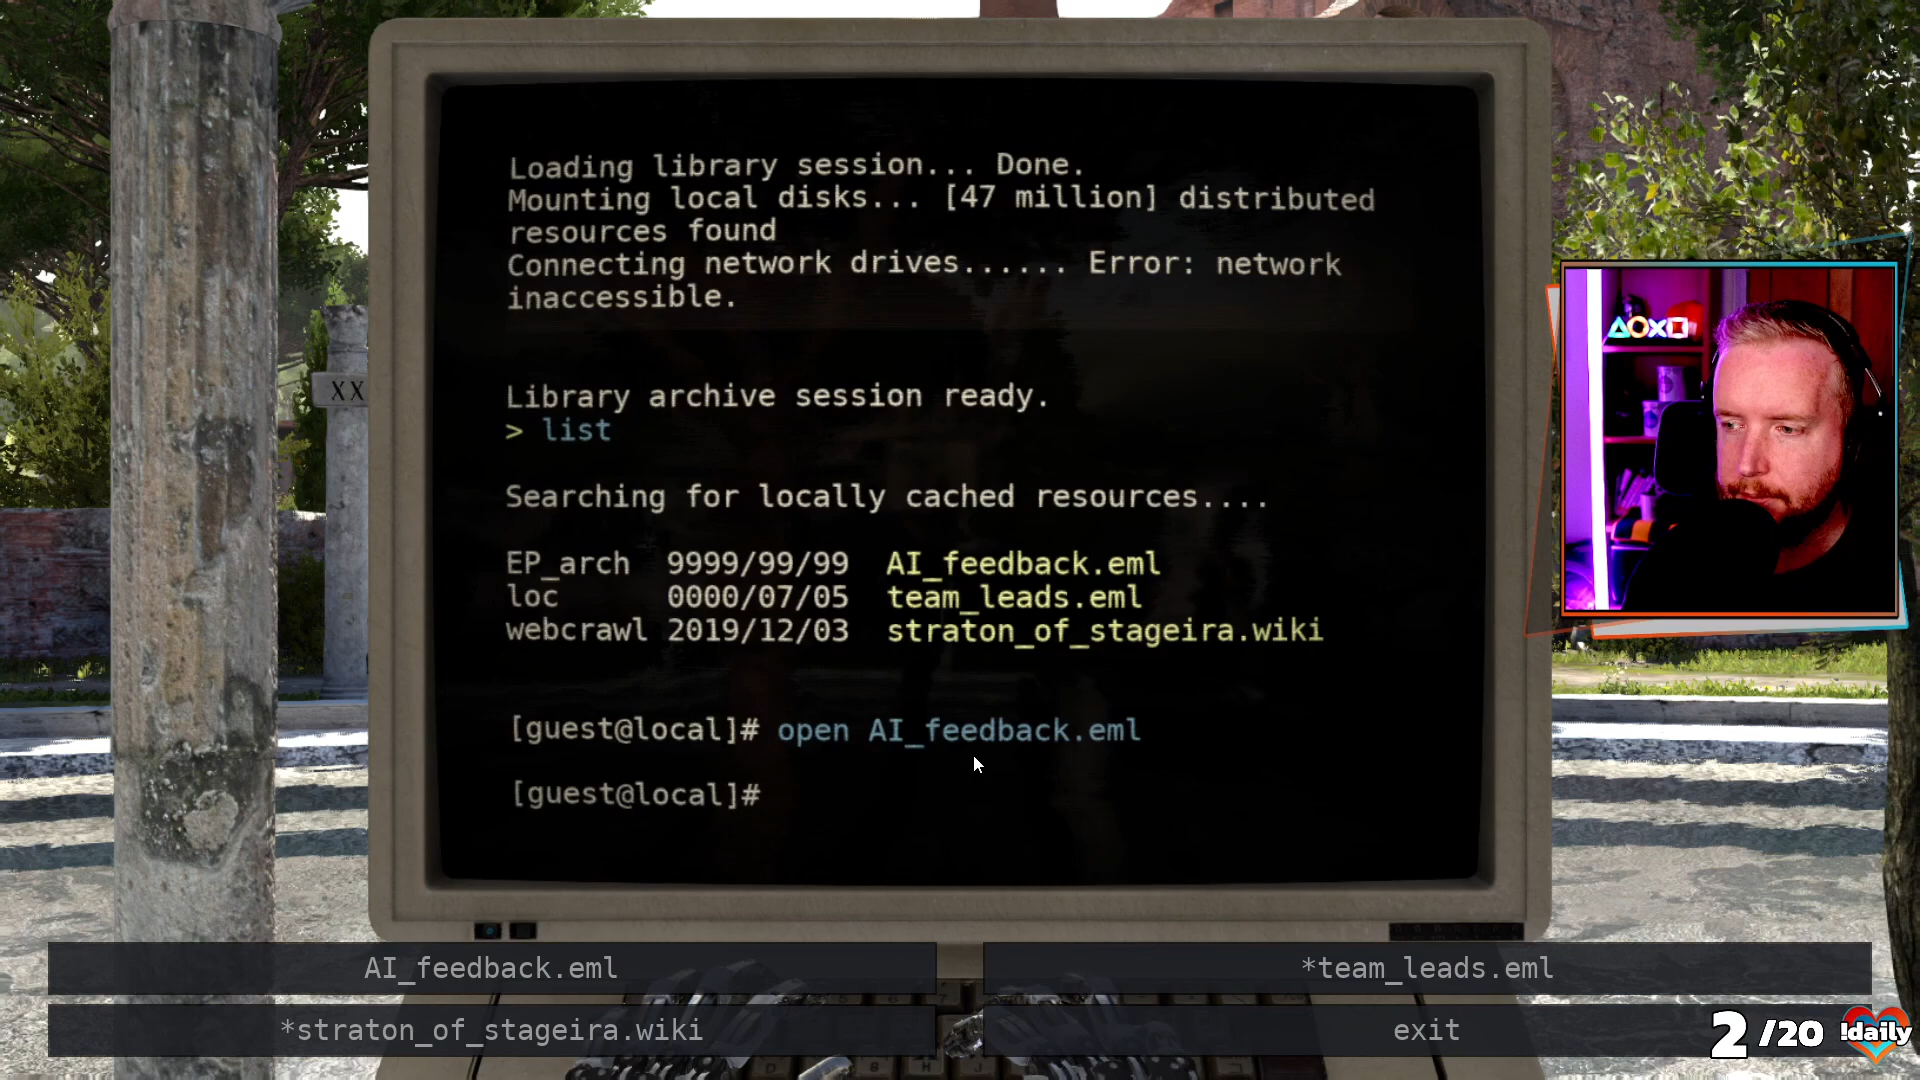 Loading library session... Done.
Mounting local disks... [47 million] distributed
resources found
Connecting network drives...... Error: network
inaccessible.
XX
Library archive session ready.
> list
Searching for locally cached resources....
EP_arch 9999/99/99 AI_feedback.eml
loc 0000/07/05 team_leads.eml
webcrawl 2019/12/03 straton_of_stageira.wiki
[guest@local]# open AI_feedback.eml
[guest@local]#
AI_feedback.eml
*team_leads.eml
*straton_of_stageira.wiki
exit
2/20 !daily